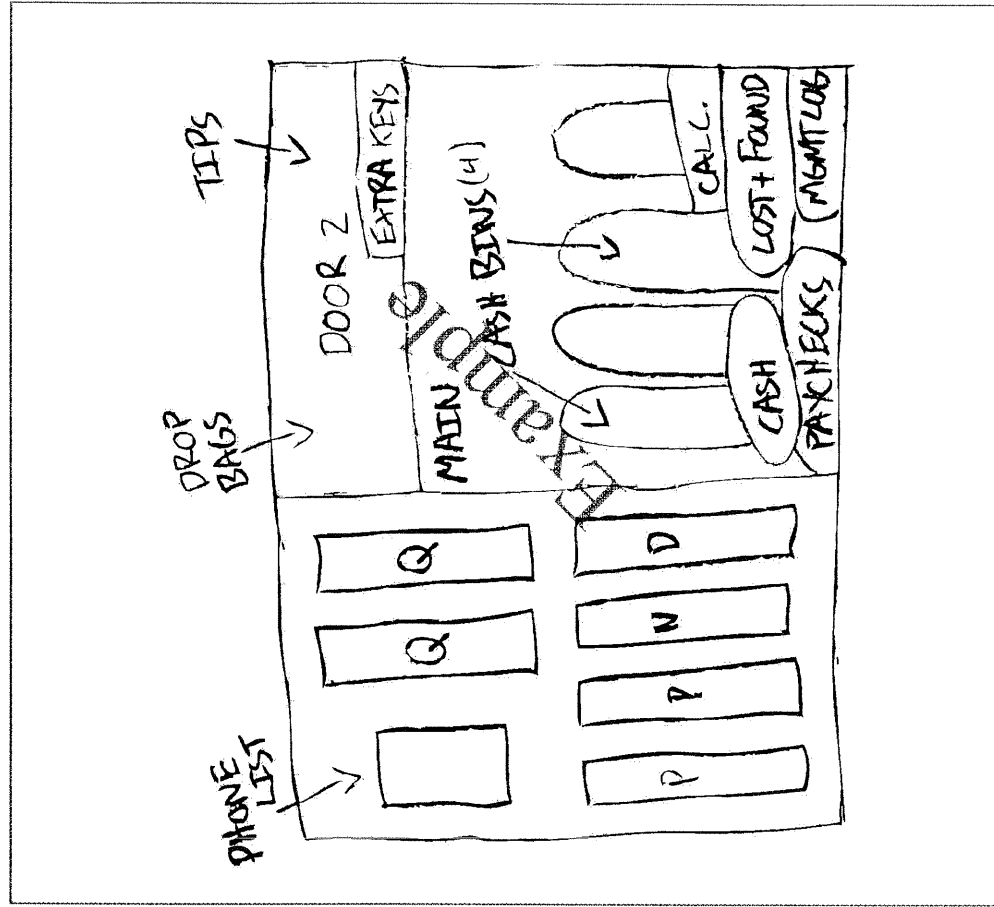 PHONE
LIST
DROP
BAGS
TIPS
DOOR 2
EXTRA KEYS
MAIN
CASH BINS (4)
Example
Q
Q
P
P
N
D
CALC.
CASH
LOST + FOUND
PAYCHECKS
MGMT LOG